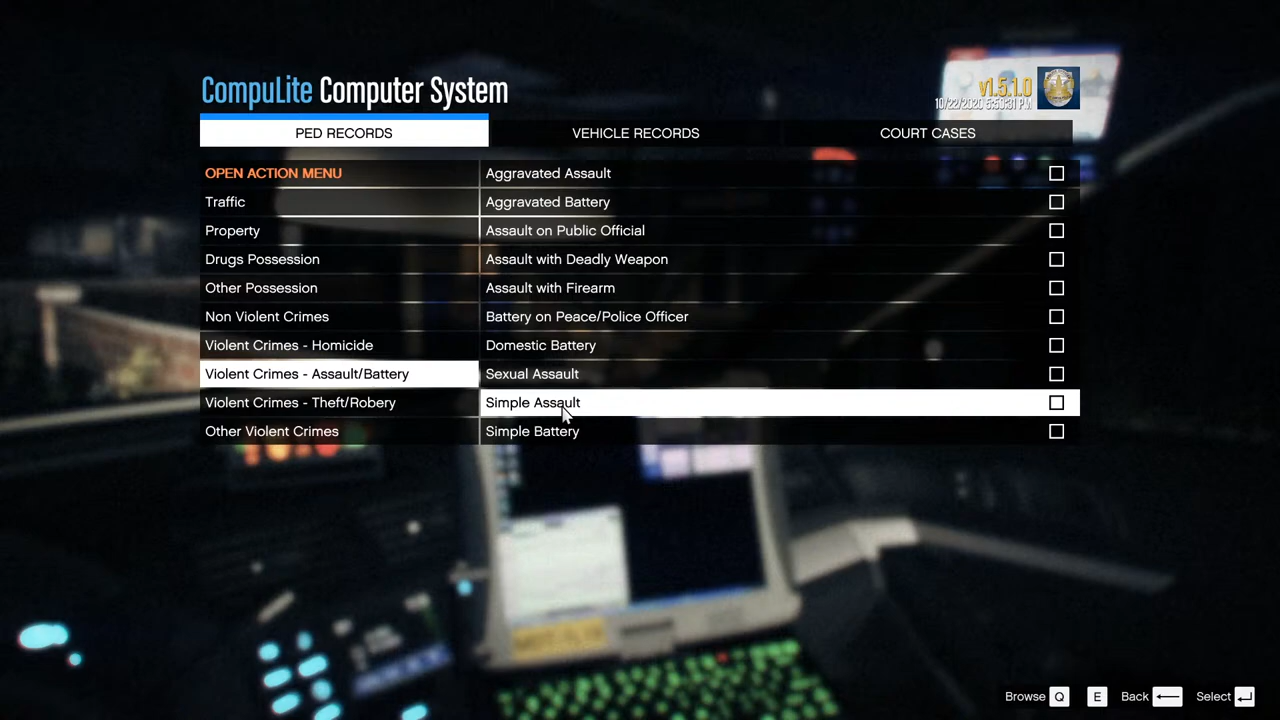 CompuLite Computer System
v1.5.1.0
PED RECORDS
VEHICLE RECORDS
COURT CASES
OPEN ACTION MENU
Traffic
Property
Drugs Possession
Other Possession
Non Violent Crimes
Violent Crimes - Homicide
Violent Crimes - Assault/Battery
Violent Crimes - Theft/Robery
Other Violent Crimes
Aggravated Assault
Aggravated Battery
Assault on Public Official
Assault with Deadly Weapon
Assault with Firearm
Battery on Peace/Police Officer
Domestic Battery
Sexual Assault
Simple Assault
Simple Battery
Browse Q E Back Select